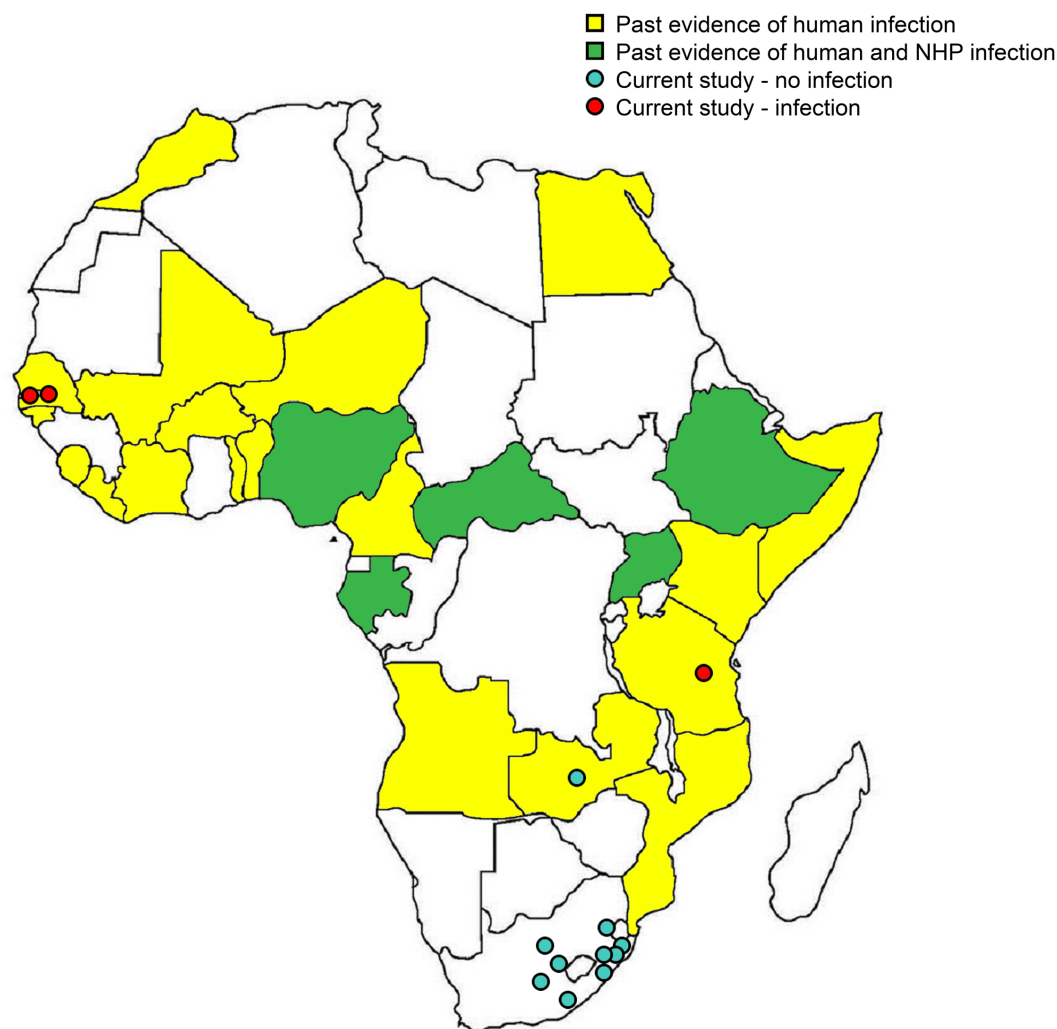 Past evidence of human infection
Past evidence of human and NHP infection
Current study - no infection
Current study - infection